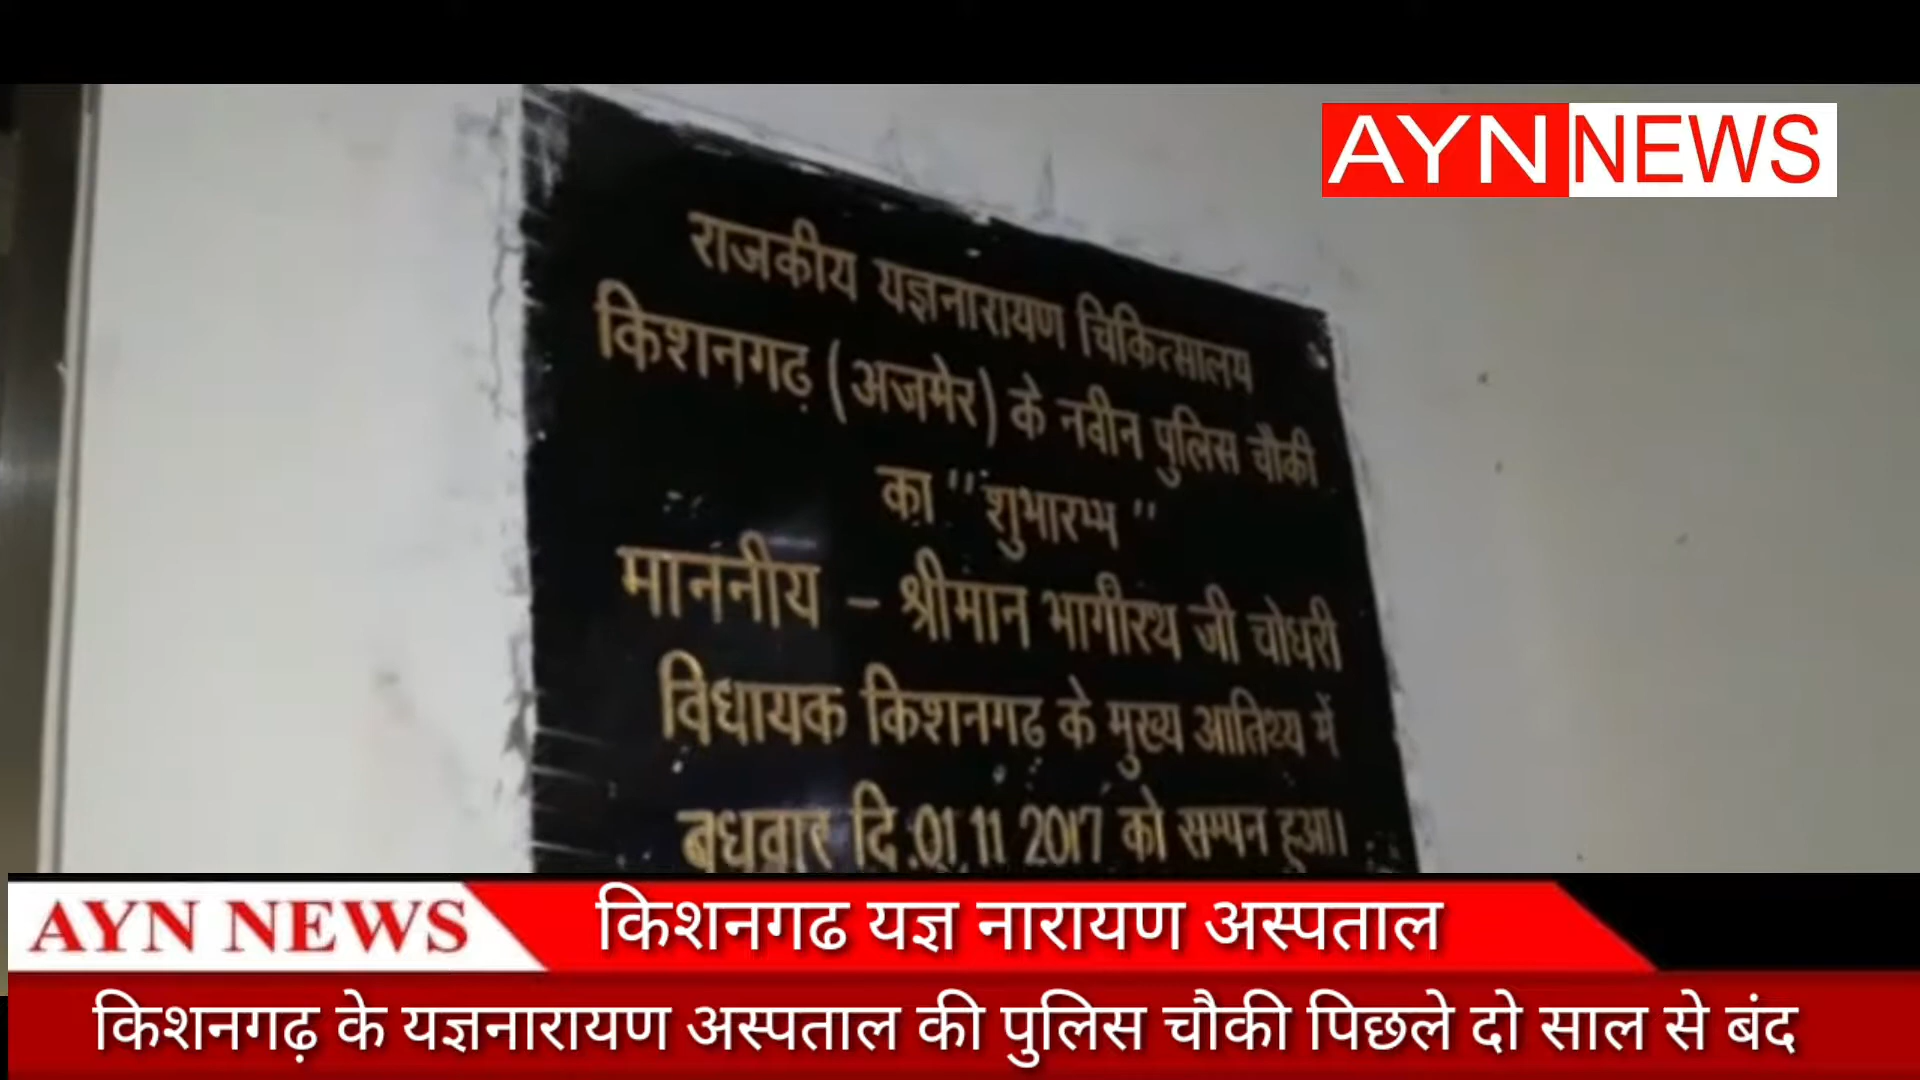 AYN NEWS
राजकीय यज्ञनारायण चिकित्सालय
किशनगढ़ (अजमेर) के नवीन पुलिस चौकी
का "शुभारम्भ"
माननीय – श्रीमान भागीरथ जी चोधरी
विधायक किशनगढ के मुख्य आतिथ्य में
बुधवार दि.01 11 2017 को सम्पन हुआ।
AYN NEWS
किशनगढ यज्ञ नारायण अस्पताल
किशनगढ़ के यज्ञनारायण अस्पताल की पुलिस चौकी पिछले दो साल से बंद